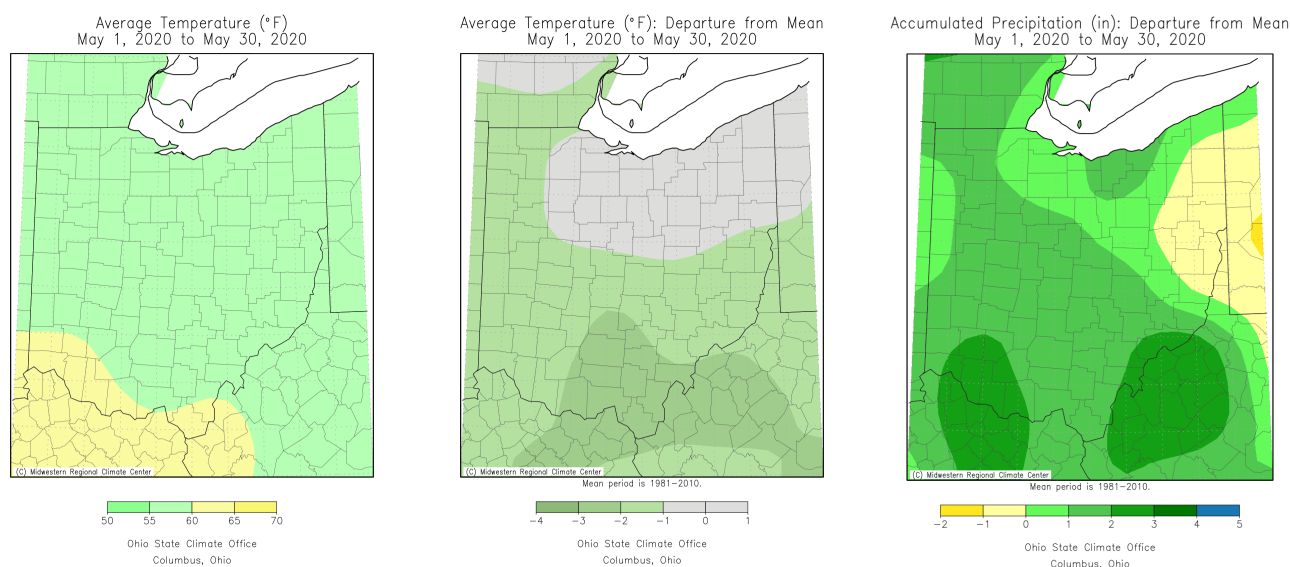 Average Temperature (°F)
May 1, 2020 to May 30, 2020
(C) Midwestern Regional Climate Center
50 55 60 65 70
Ohio State Climate Office
Columbus, Ohio
Average Temperature (°F): Departure from Mean
May 1, 2020 to May 30, 2020
(C) Midwestern Regional Climate Center
Mean period is 1981-2010.
-4 -3 -2 -1 0 1
Ohio State Climate Office
Columbus, Ohio
Accumulated Precipitation (in): Departure from Mean
May 1, 2020 to May 30, 2020
(C) Midwestern Regional Climate Center
Mean period is 1981-2010.
-2 -1 0 1 2 3 4 5
Ohio State Climate Office
Columbus, Ohio